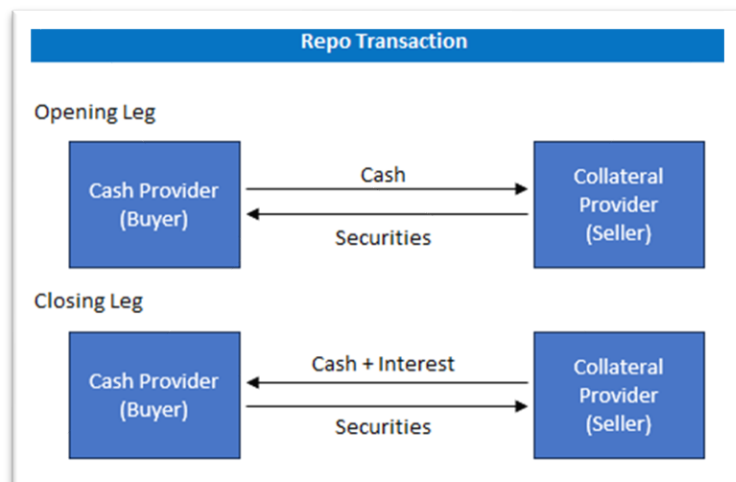 Repo Transaction
Opening Leg
Cash Provider
(Buyer)
Cash
Securities
Collateral
Provider
(Seller)
Closing Leg
Cash Provider
(Buyer)
Cash + Interest
Securities
Collateral
Provider
(Seller)